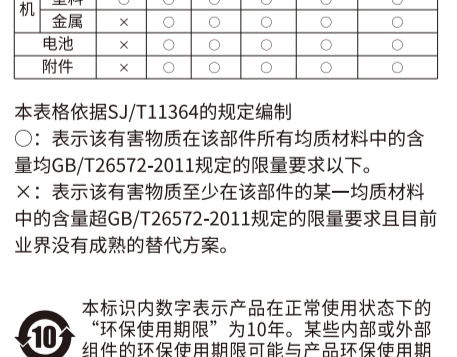 机 塑料 ○ ○ ○ ○ ○ ○
金属 × ○ ○ ○ ○ ○
电池 × ○ ○ ○ ○ ○
附件 × ○ ○ ○ ○ ○
本表格依据SJ/T11364的规定编制
○：表示该有害物质在该部件所有均质材料中的含
量均GB/T26572-2011规定的限量要求以下。
×：表示该有害物质至少在该部件的某一均质材料
中的含量超GB/T26572-2011规定的限量要求且目前
业界没有成熟的替代方案。
10
本标识内数字表示产品在正常使用状态下的
“环保使用期限”为10年。某些内部或外部
组件的环保使用期限可能与产品环保使用期